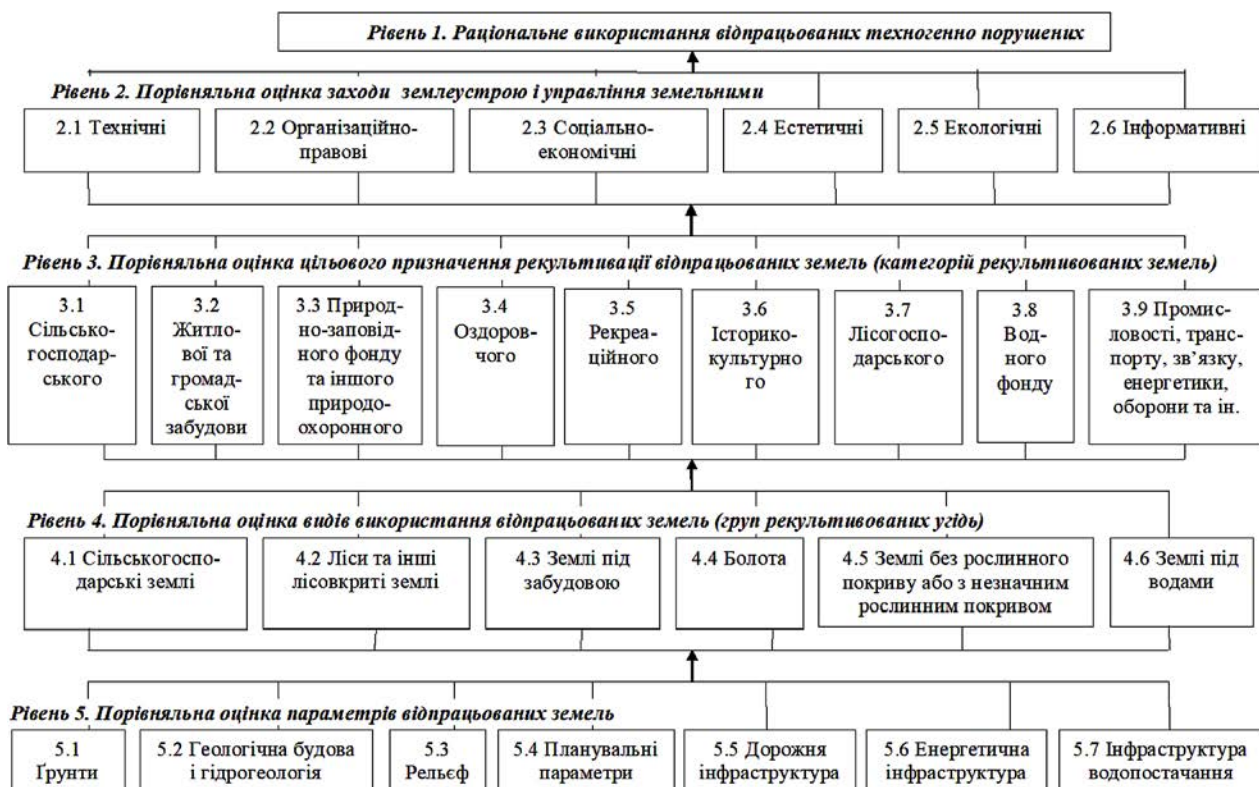 Рівень 1. Раціональне використання відпрацьованих техногенно порушених
Рівень 2. Порівняльна оцінка заходи землеустрою і управління земельними
2.1 Технічні
2.2 Організаційно-
правові
2.3 Соціально-
економічні
2.4 Естетичні
2.5 Екологічні
2.6 Інформативні
Рівень 3. Порівняльна оцінка цільового призначення рекультивації відпрацьованих земель (категорій рекультивованих земель)
3.1
Сільсько-
господар-
ського
3.2
Житло-
вої та
громад-
ської
забудови
3.3 Природ-
но-заповід-
ного фонду
та іншого
природо-
охоронного
3.4
Оздоров-
чого
3.5
Рекреа-
ційного
3.6
Історико-
культурно
го
3.7
Лісогоспо-
дарського
3.8
Вод-
ного
фонду
3.9 Промис-
ловості, транс-
порту, зв’язку,
енергетики,
оборони та ін.
Рівень 4. Порівняльна оцінка видів використання відпрацьованих земель (груп рекультивованих угідь)
4.1 Сільськогоспо-
дарські землі
4.2 Ліси та інші
лісовкриті землі
4.3 Землі під
забудовою
4.4 Болота
4.5 Землі без рослинного
покриву або з незначним
рослинним покривом
4.6 Землі під
водами
Рівень 5. Порівняльна оцінка параметрів відпрацьованих земель
5.1
Ґрунти
5.2 Геологічна будова
і гідрогеологія
5.3
Рельєф
5.4 Планувальні
параметри
5.5 Дорожня
інфраструктура
5.6 Енергетична
інфраструктура
5.7 Інфраструктура
водопостачання